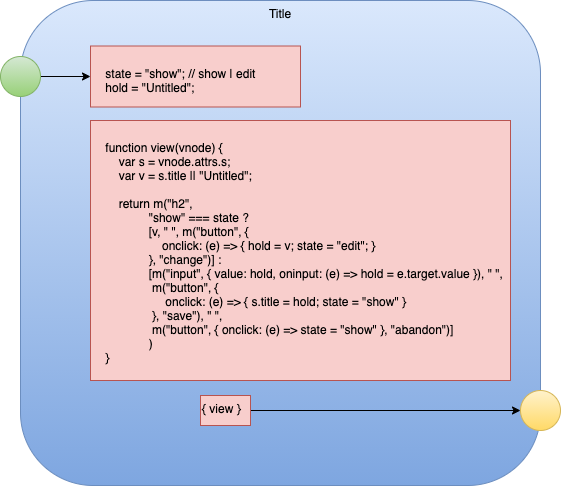 Title
state = "show"; // show | edit
hold = "Untitled";
function view(vnode) {
var s = vnode.attrs.s;
var v = s.title || "Untitled";
return m("h2",
"show" === state ?
[v, " ", m("button", {
onclick: (e) => { hold = v; state = "edit"; }
}, "change")] :
[m("input", { value: hold, oninput: (e) => hold = e.target.value }), " ",
m("button", {
onclick: (e) => { s.title = hold; state = "show" }
}, "save"), " ",
m("button", { onclick: (e) => state = "show" }, "abandon")]
)
}
{ view }